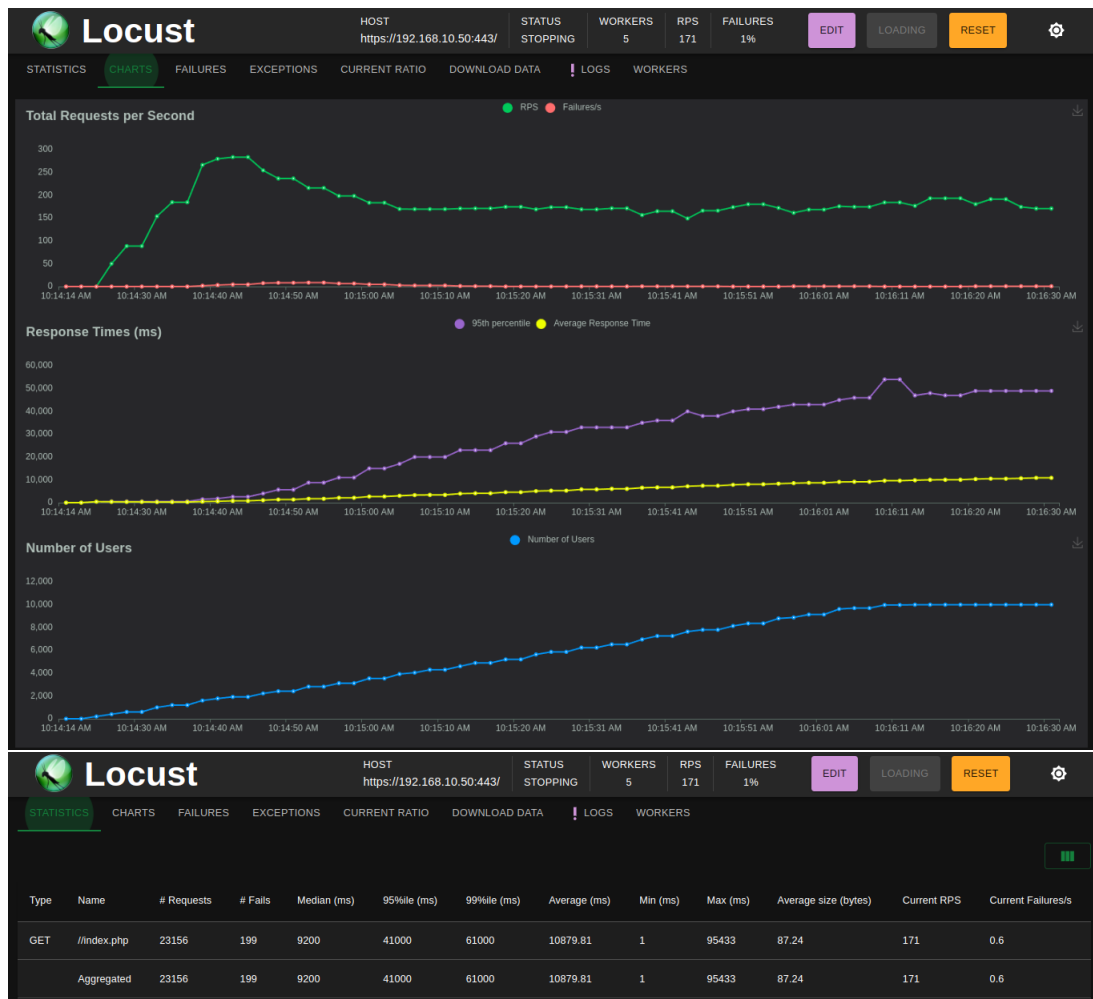 Locust
HOST
https://192.168.10.50:443/
STATUS
STOPPING
WORKERS
5
RPS
171
FAILURES
1%
EDIT
LOADING
RESET
STATISTICS CHARTS FAILURES EXCEPTIONS CURRENT RATIO DOWNLOAD DATA ! LOGS WORKERS
Total Requests per Second
RPS Failures/s
300
250
200
150
100
50
0
10:14:14 AM 10:14:30 AM 10:14:40 AM 10:14:50 AM 10:15:00 AM 10:15:10 AM 10:15:20 AM 10:15:31 AM 10:15:41 AM 10:15:51 AM 10:16:01 AM 10:16:11 AM 10:16:20 AM 10:16:30 AM
Response Times (ms)
95th percentile Average Response Time
60,000
50,000
40,000
30,000
20,000
10,000
0
10:14:14 AM 10:14:30 AM 10:14:40 AM 10:14:50 AM 10:15:00 AM 10:15:10 AM 10:15:20 AM 10:15:31 AM 10:15:41 AM 10:15:51 AM 10:16:01 AM 10:16:11 AM 10:16:20 AM 10:16:30 AM
Number of Users
Number of Users
12,000
10,000
8,000
6,000
4,000
2,000
0
10:14:14 AM 10:14:30 AM 10:14:40 AM 10:14:50 AM 10:15:00 AM 10:15:10 AM 10:15:20 AM 10:15:31 AM 10:15:41 AM 10:15:51 AM 10:16:01 AM 10:16:11 AM 10:16:20 AM 10:16:30 AM
Locust
HOST
https://192.168.10.50:443/
STATUS
STOPPING
WORKERS
5
RPS
171
FAILURES
1%
EDIT
LOADING
RESET
STATISTICS CHARTS FAILURES EXCEPTIONS CURRENT RATIO DOWNLOAD DATA ! LOGS WORKERS
Type Name # Requests # Fails Median (ms) 95%ile (ms) 99%ile (ms) Average (ms) Min (ms) Max (ms) Average size (bytes) Current RPS Current Failures/s
GET //index.php 23156 199 9200 41000 61000 10879.81 1 95433 87.24 171 0.6
Aggregated 23156 199 9200 41000 61000 10879.81 1 95433 87.24 171 0.6